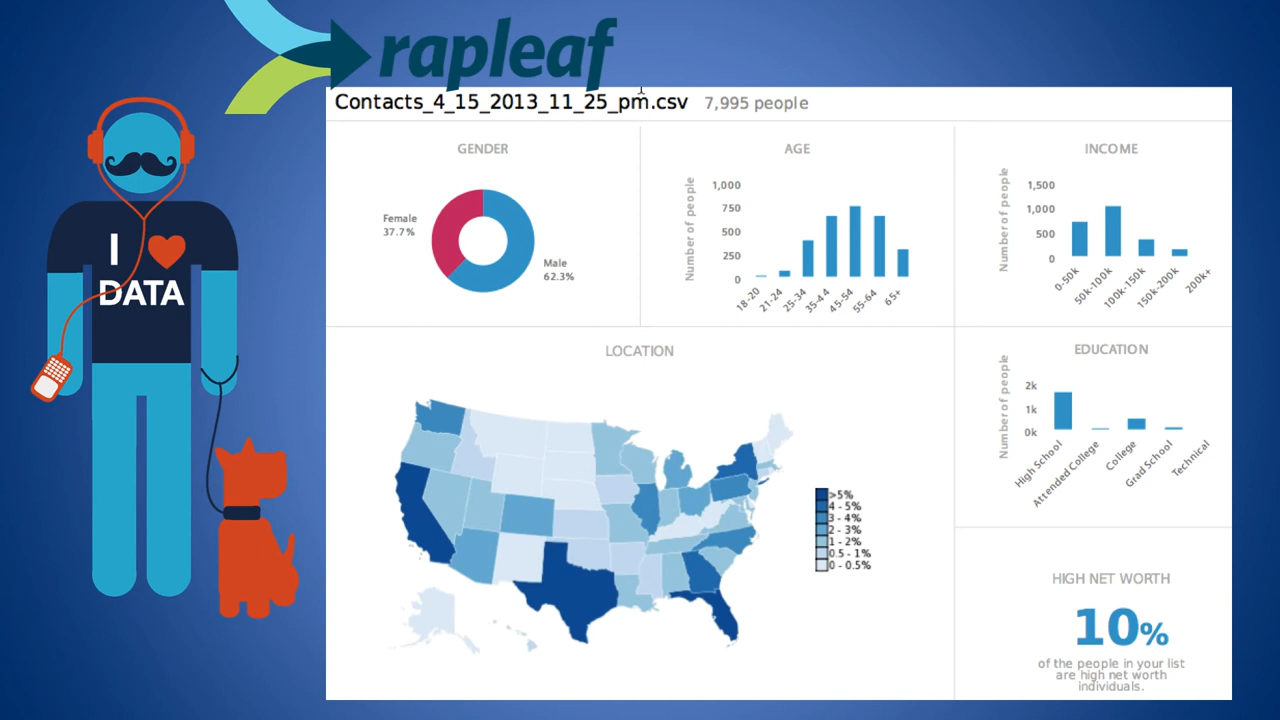 rapleaf
Contacts_4_15_2013_11_25_pm.csv 7,995 people
I
DATA
GENDER
Female
37.7%
Male
62.3%
AGE
Number of people
1,000
750
500
250
0
18-20
21-24
25-34
35-44
45-54
55-64
65+
INCOME
Number of people
1,500
1,000
500
0
0-50k
50k-100k
100k-150k
150k-200k
200k+
LOCATION
>5%
4 - 5%
3 - 4%
2 - 3%
1 - 2%
0.5 - 1%
0 - 0.5%
EDUCATION
Number of people
2k
1k
0k
High School
Attended College
College
Grad School
Technical
HIGH NET WORTH
10%
of the people in your list
are high net worth
individuals.